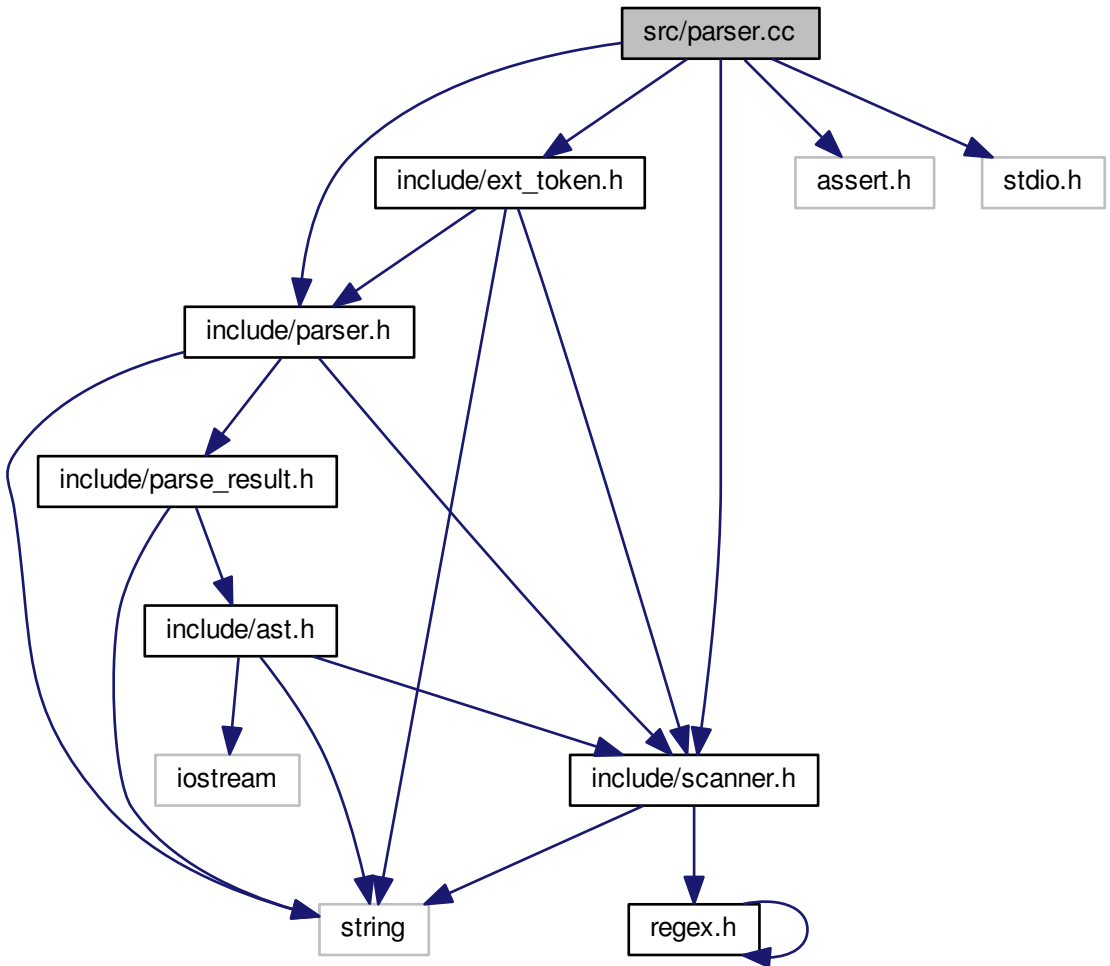 src/parser.cc
include/ext_token.h
assert.h
stdio.h
include/parser.h
include/parse_result.h
include/ast.h
iostream
include/scanner.h
string
regex.h